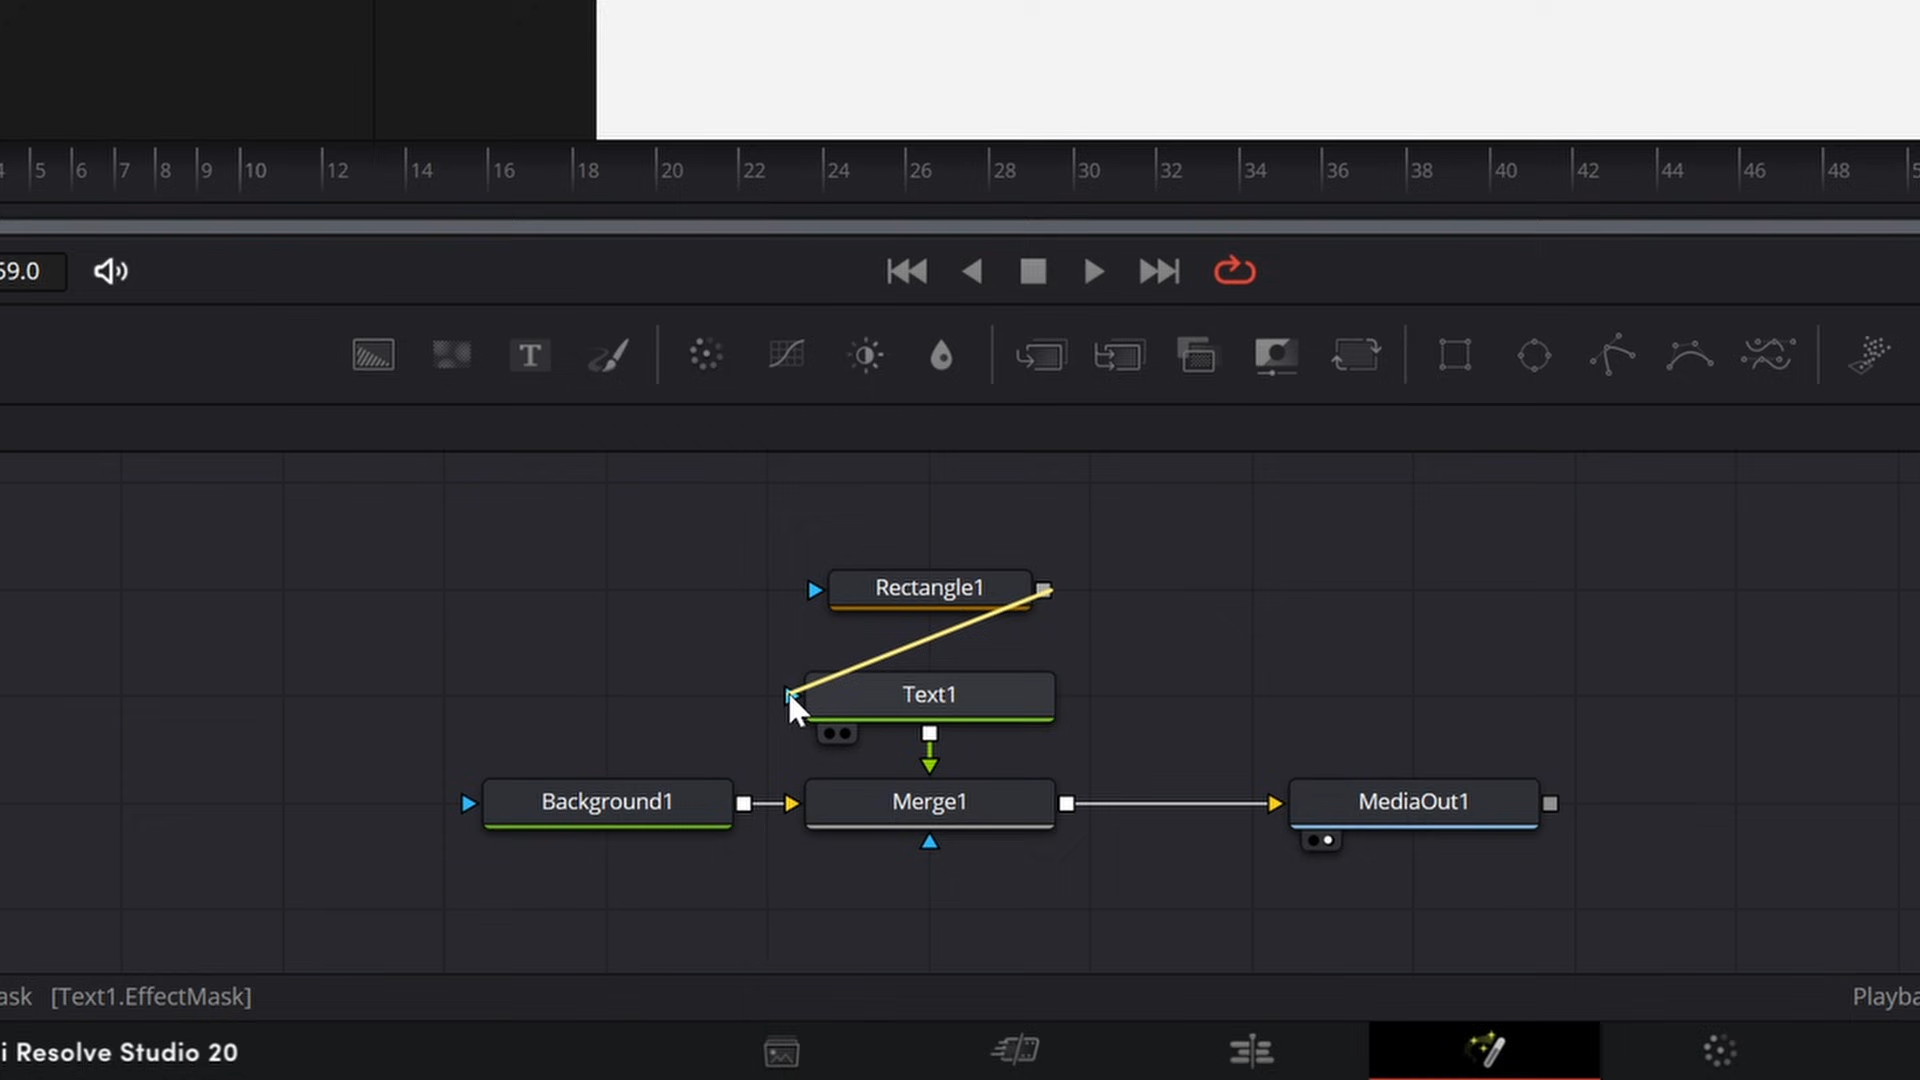 4 5 6 7 8 9 10 12 14 16 18 20 22 24 26 28 30 32 34 36 38 40 42 44 46 48 5
59.0
T
Rectangle1
Text1
Background1 Merge1 MediaOut1
ask [Text1.EffectMask] Playba
i Resolve Studio 20